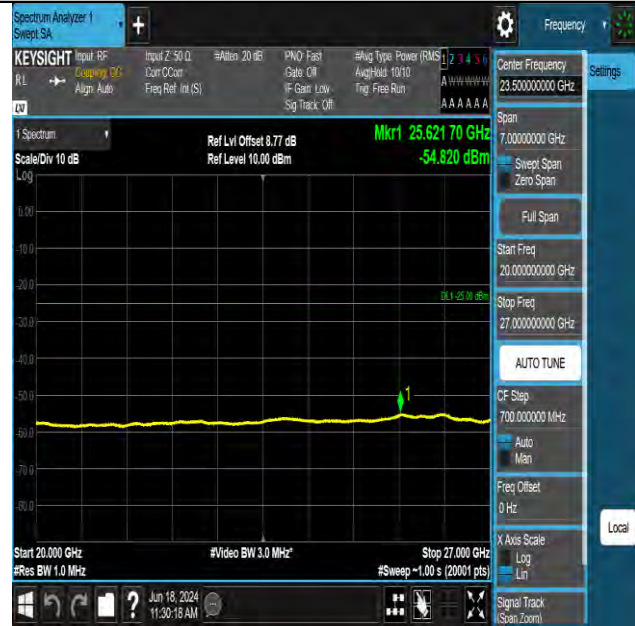 Spectrum Analyzer 1
Swept SA
+
Frequency
KEYSIGHT
RL
Input: RF
Coupling: DC
Align: Auto
Input Z: 50 Ω
Corr CCorr
Freq Ref: Int (S)
#Atten: 20 dB
PNO: Fast
Gate: Off
IF Gain: Low
Sig Track: Off
#Avg Type: Power (RMS
Avg|Hold: 10/10
Trig: Free Run
1 2 3 4 5 6
A W W W W W
A A A A A A
1 Spectrum
Scale/Div 10 dB
Log
Ref Lvl Offset 8.77 dB
Ref Level 10.00 dBm
Mkr1 25.621 70 GHz
-54.820 dBm
0.00
-10.0
-20.0
DL1 -25.00 dBm
-30.0
-40.0
-50.0
1
-60.0
-70.0
-80.0
Start 20.000 GHz
#Res BW 1.0 MHz
#Video BW 3.0 MHz*
Stop 27.000 GHz
#Sweep ~1.00 s (20001 pts)
?
Jun 18, 2024
11:30:18 AM
Center Frequency
23.500000000 GHz
Settings
Span
7.00000000 GHz
Swept Span
Zero Span
Full Span
Start Freq
20.000000000 GHz
Stop Freq
27.000000000 GHz
AUTO TUNE
CF Step
700.000000 MHz
Auto
Man
Freq Offset
0 Hz
X Axis Scale
Log
Lin
Local
Signal Track
(Span Zoom)